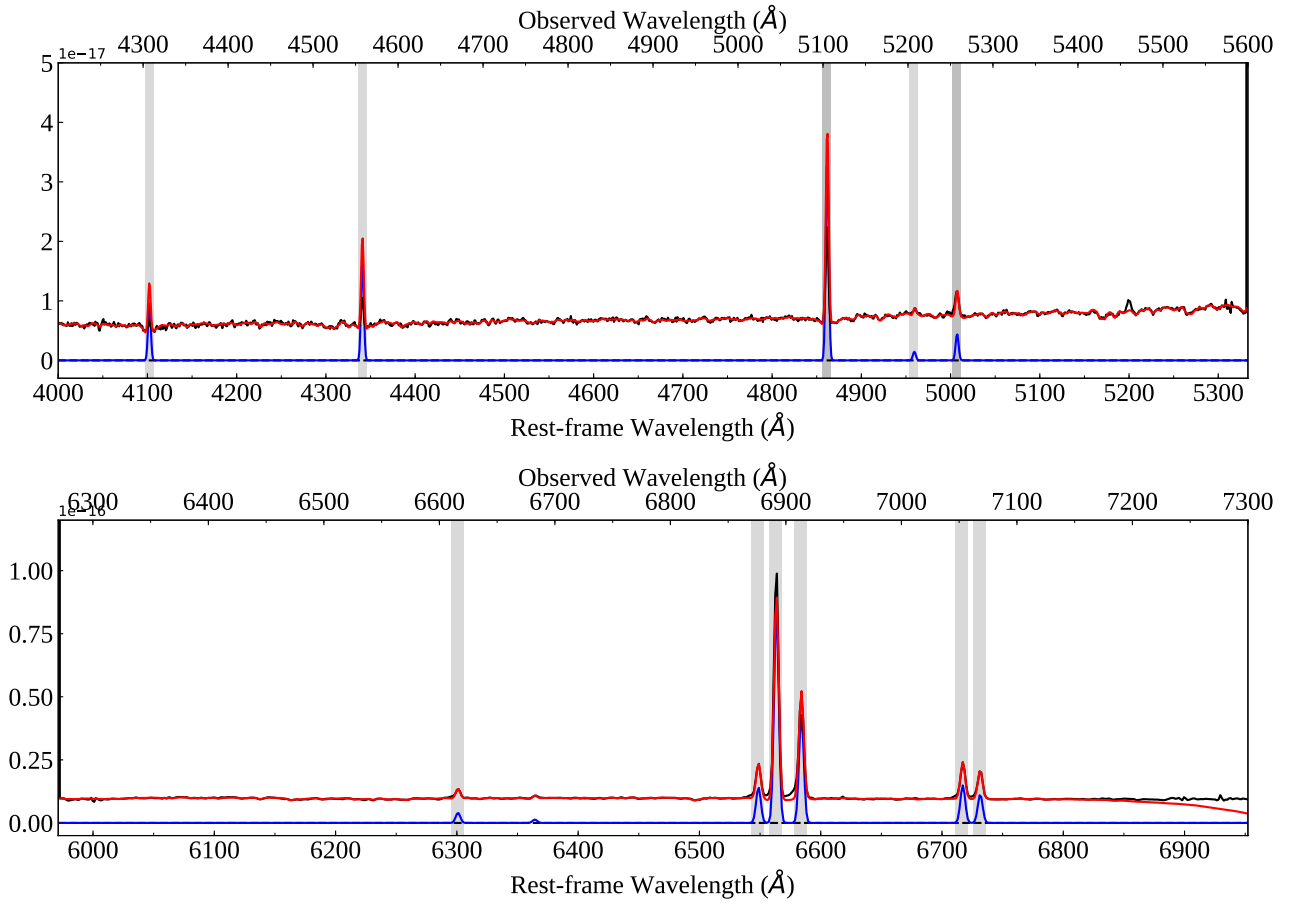 Observed Wavelength (Å)
4300 4400 4500 4600 4700 4800 4900 5000 5100 5200 5300 5400 5500 5600
1e−17
5
4
3
2
1
0
4000 4100 4200 4300 4400 4500 4600 4700 4800 4900 5000 5100 5200 5300
Rest-frame Wavelength (Å)
Observed Wavelength (Å)
6300 6400 6500 6600 6700 6800 6900 7000 7100 7200 7300
1e−16
1.00
0.75
0.50
0.25
0.00
6000 6100 6200 6300 6400 6500 6600 6700 6800 6900
Rest-frame Wavelength (Å)